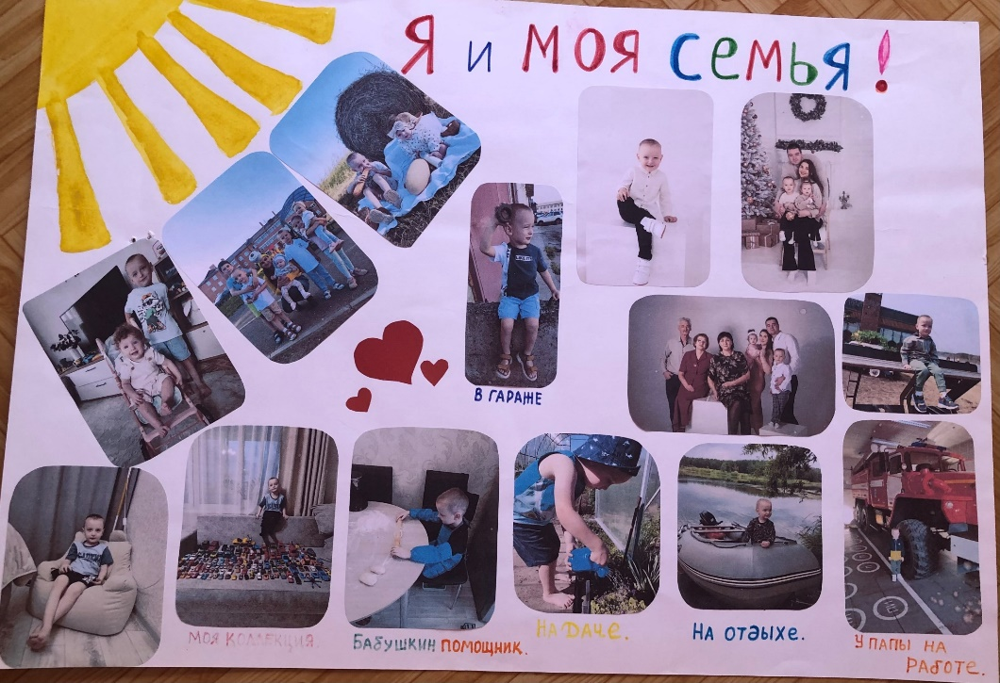 Я и МОЯ СЕМЬЯ!
В ГАРАЖЕ
МОЯ КОЛЛЕКЦИЯ.
БАБУШКИН ПОМОЩНИК.
НА ДАЧЕ.
НА ОТДЫХЕ.
У ПАПЫ НА
РАБОТЕ.